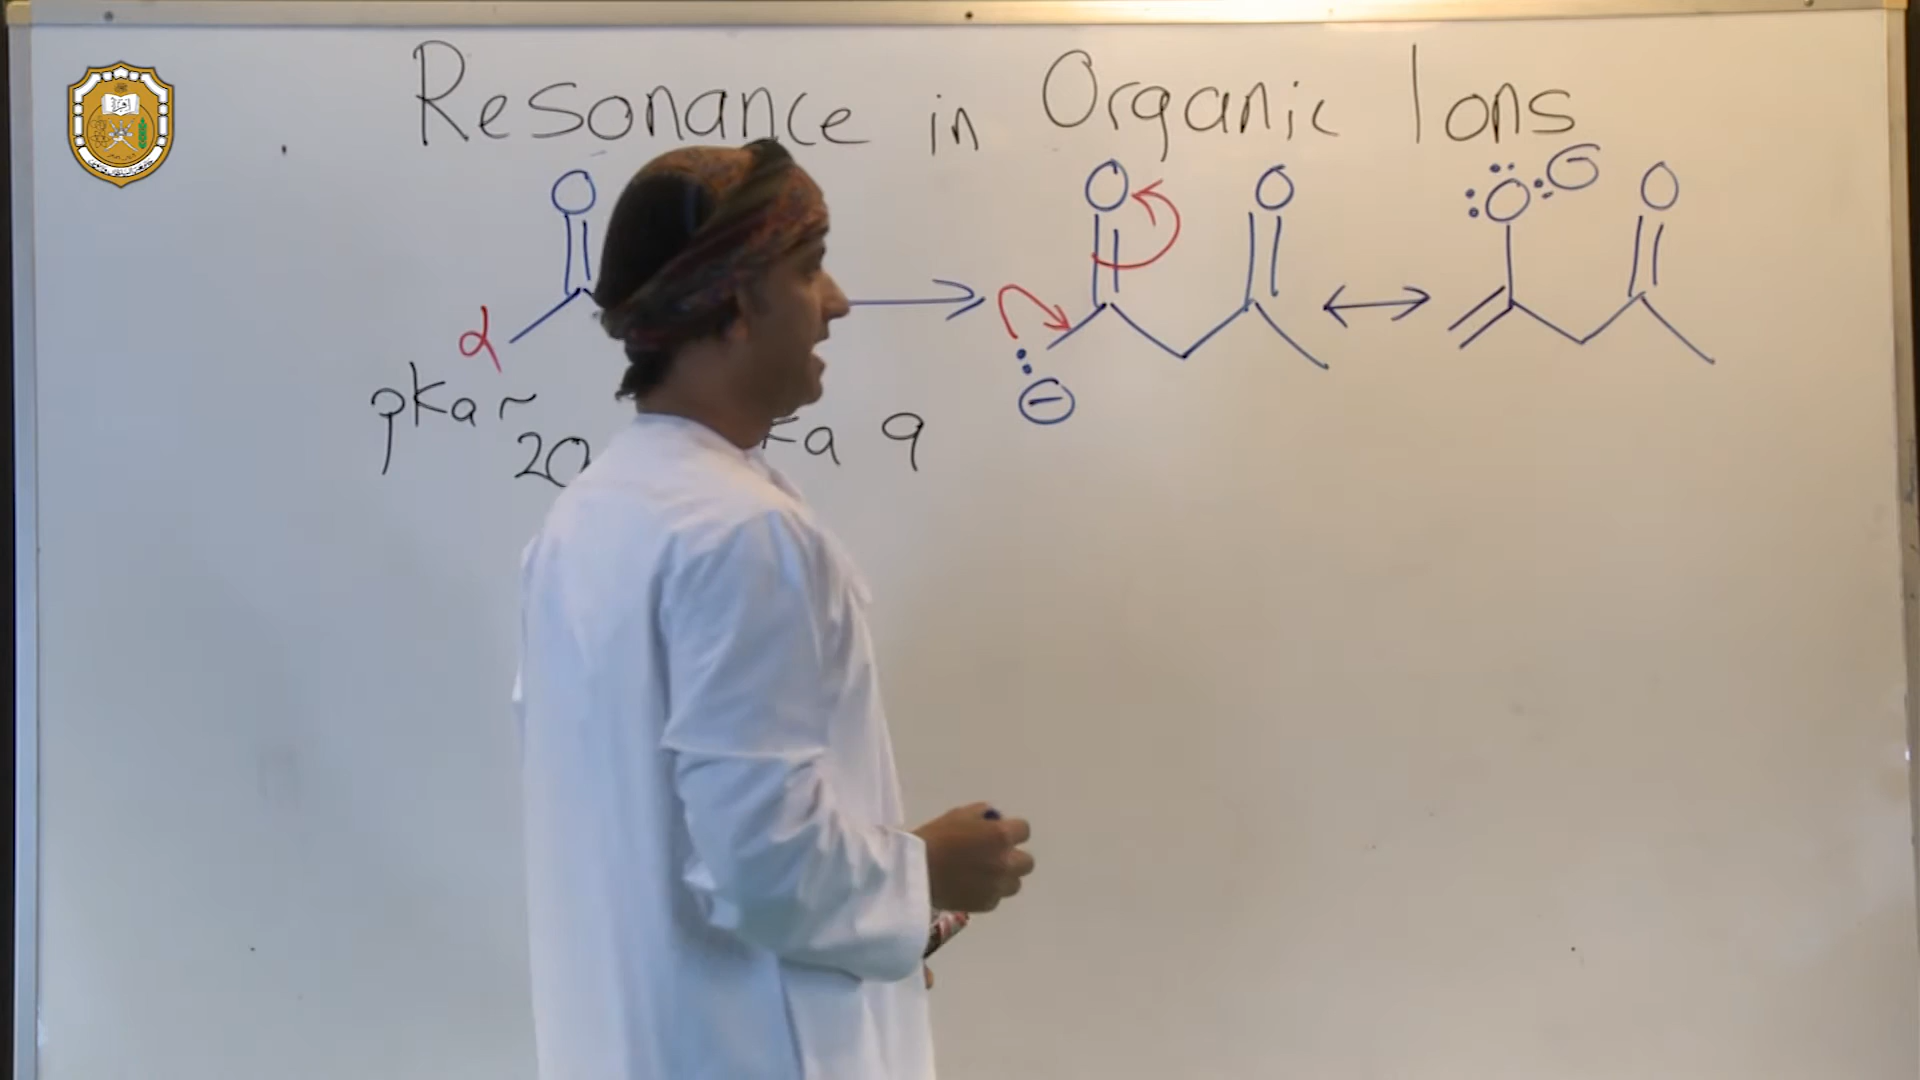 Resonance in Organic Ions
O O O O O
α
pKa ~ 20
Ka 9